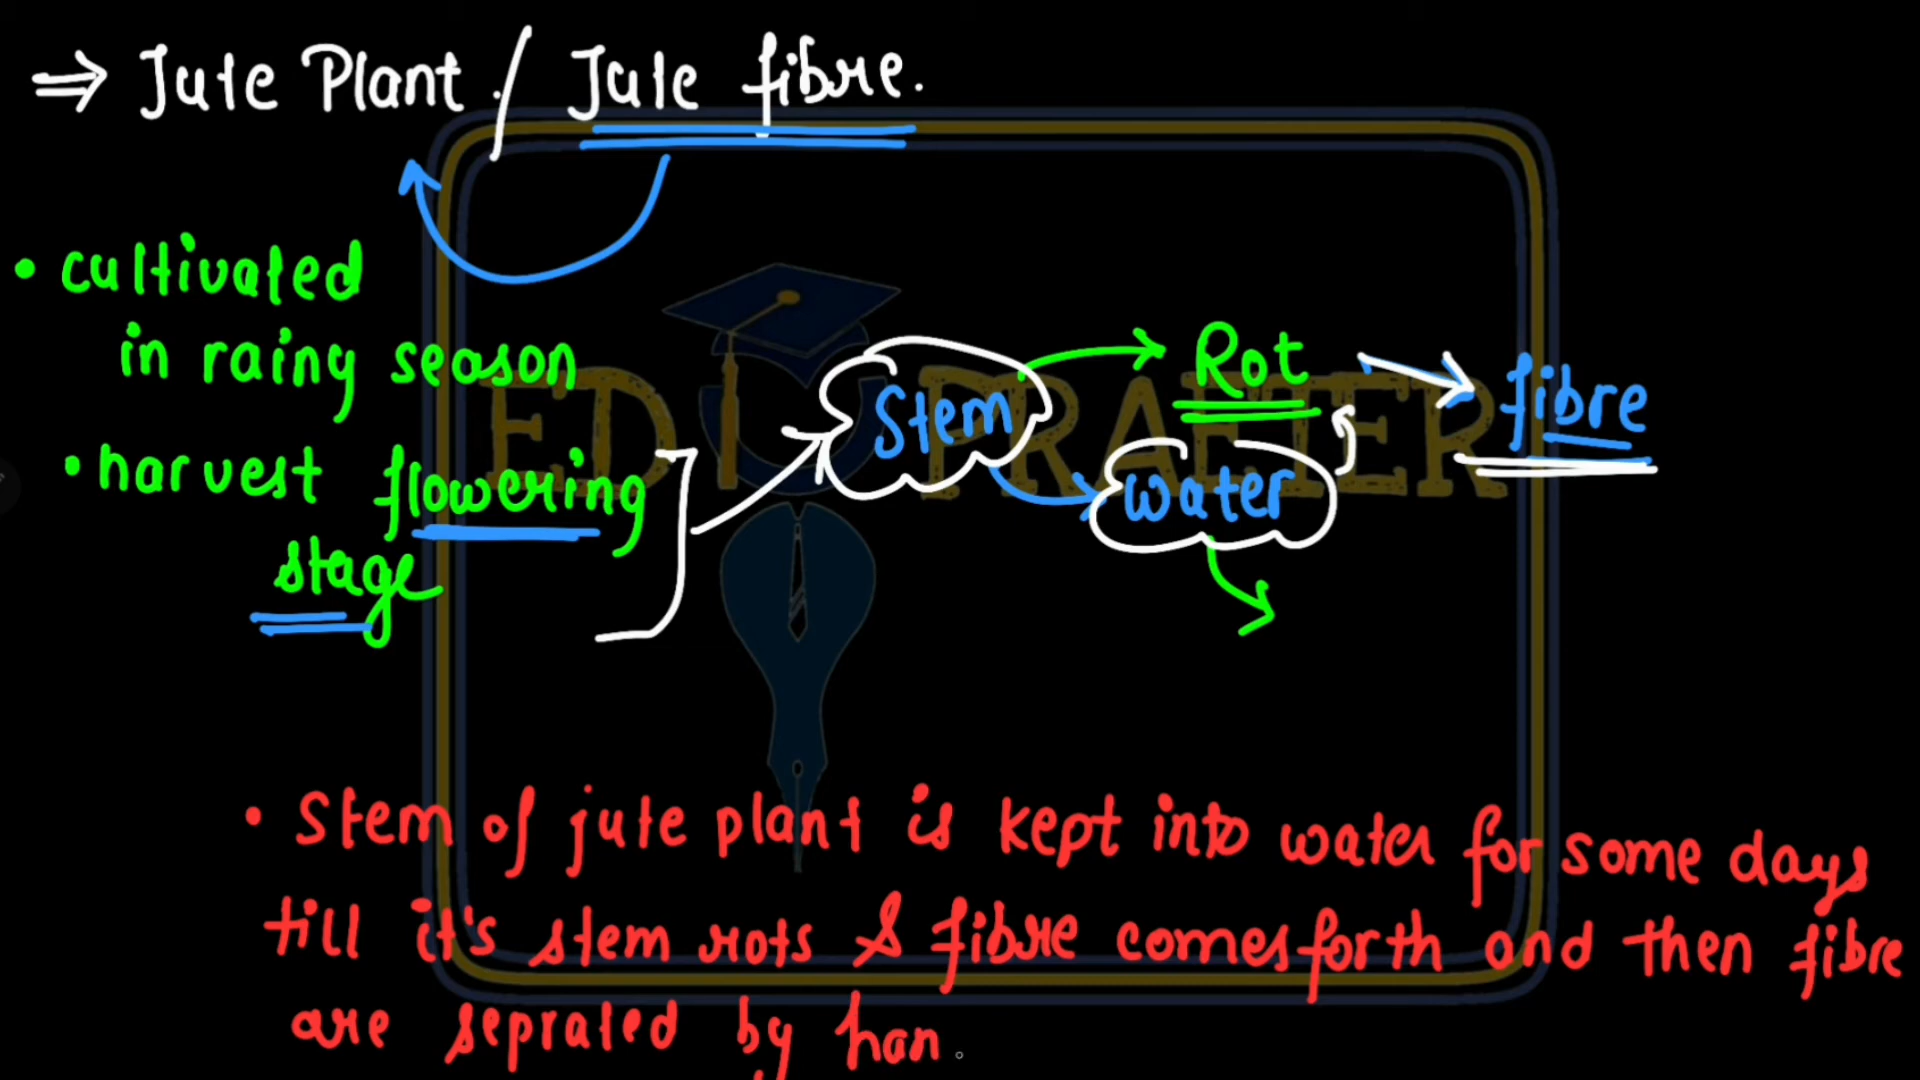 ⇒ Jute Plant / Jute fibre.
• cultivated
in rainy season
• harvest flowering
stage
Stem
Rot
water
fibre
EDUPRAETER
• Stem of jute plant is kept into water for some days
till it's stem rots & fibre comes forth and then fibre
are seprated by han